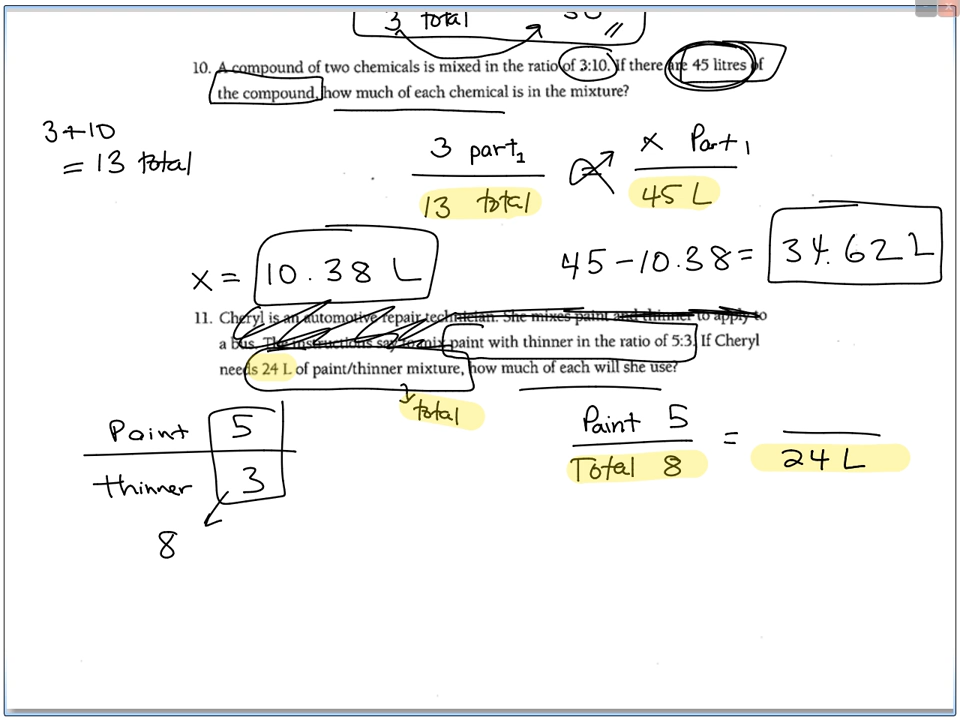 3 total
10. A compound of two chemicals is mixed in the ratio of 3:10. If there are 45 litres of
the compound, how much of each chemical is in the mixture?
3+10
= 13 total
3 part1 = x Part1
13 total 45 L
x = 10.38 L
45 - 10.38 = 34.62 L
11. Cheryl is an automotive repair technician. She mixes paint and thinner to apply to
a bus. The instructions say to mix paint with thinner in the ratio of 5:3. If Cheryl
needs 24 L of paint/thinner mixture, how much of each will she use?
total
Paint 5
thinner 3
8
Paint 5 =
Total 8 24 L